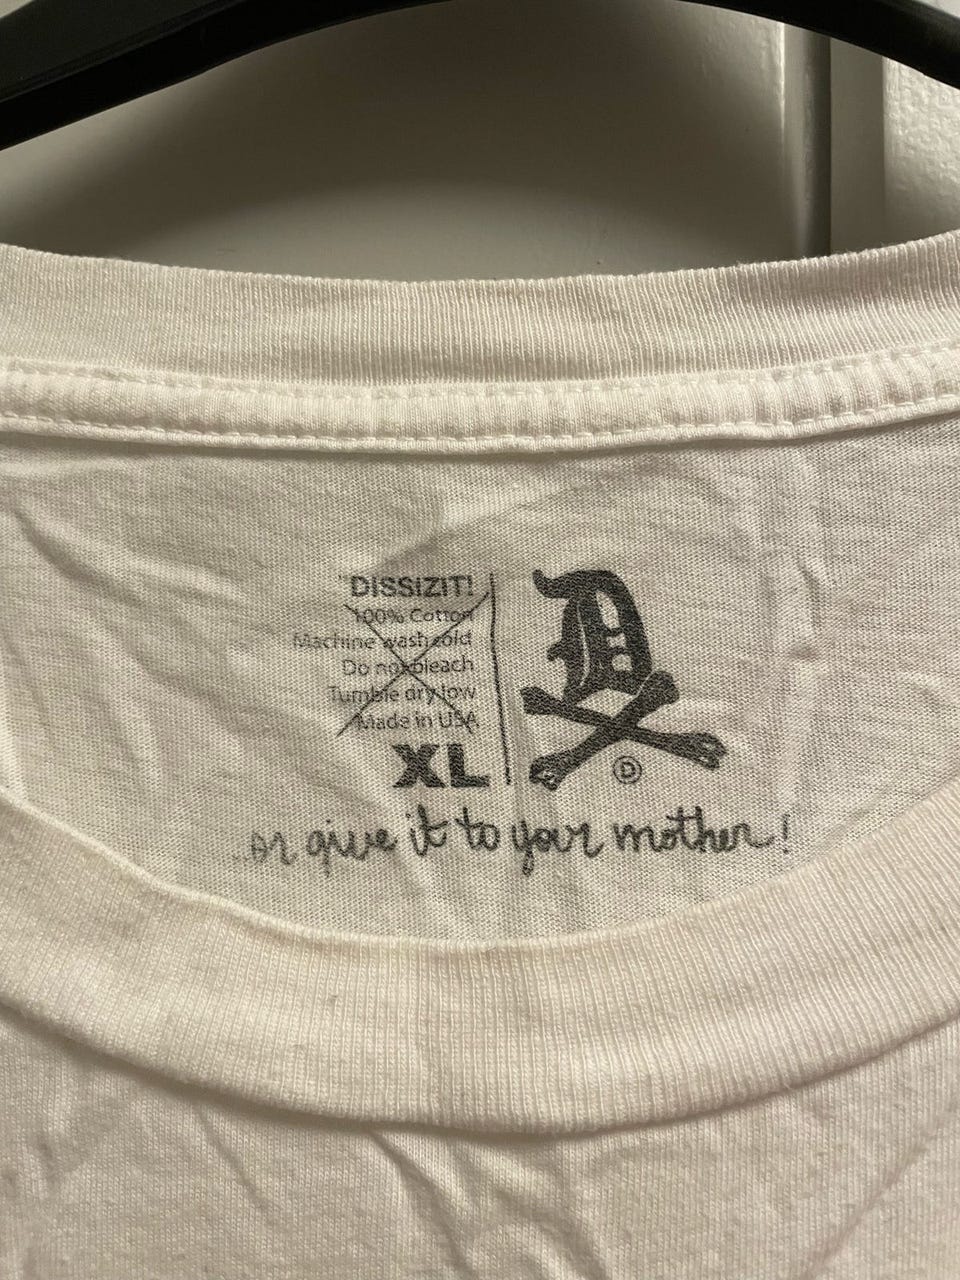 DiSSiZiT!
100% Cotton
Machine wash cold
Do not bleach
Tumble dry low
Made in USA
XL
D
D
...or give it to your mother!